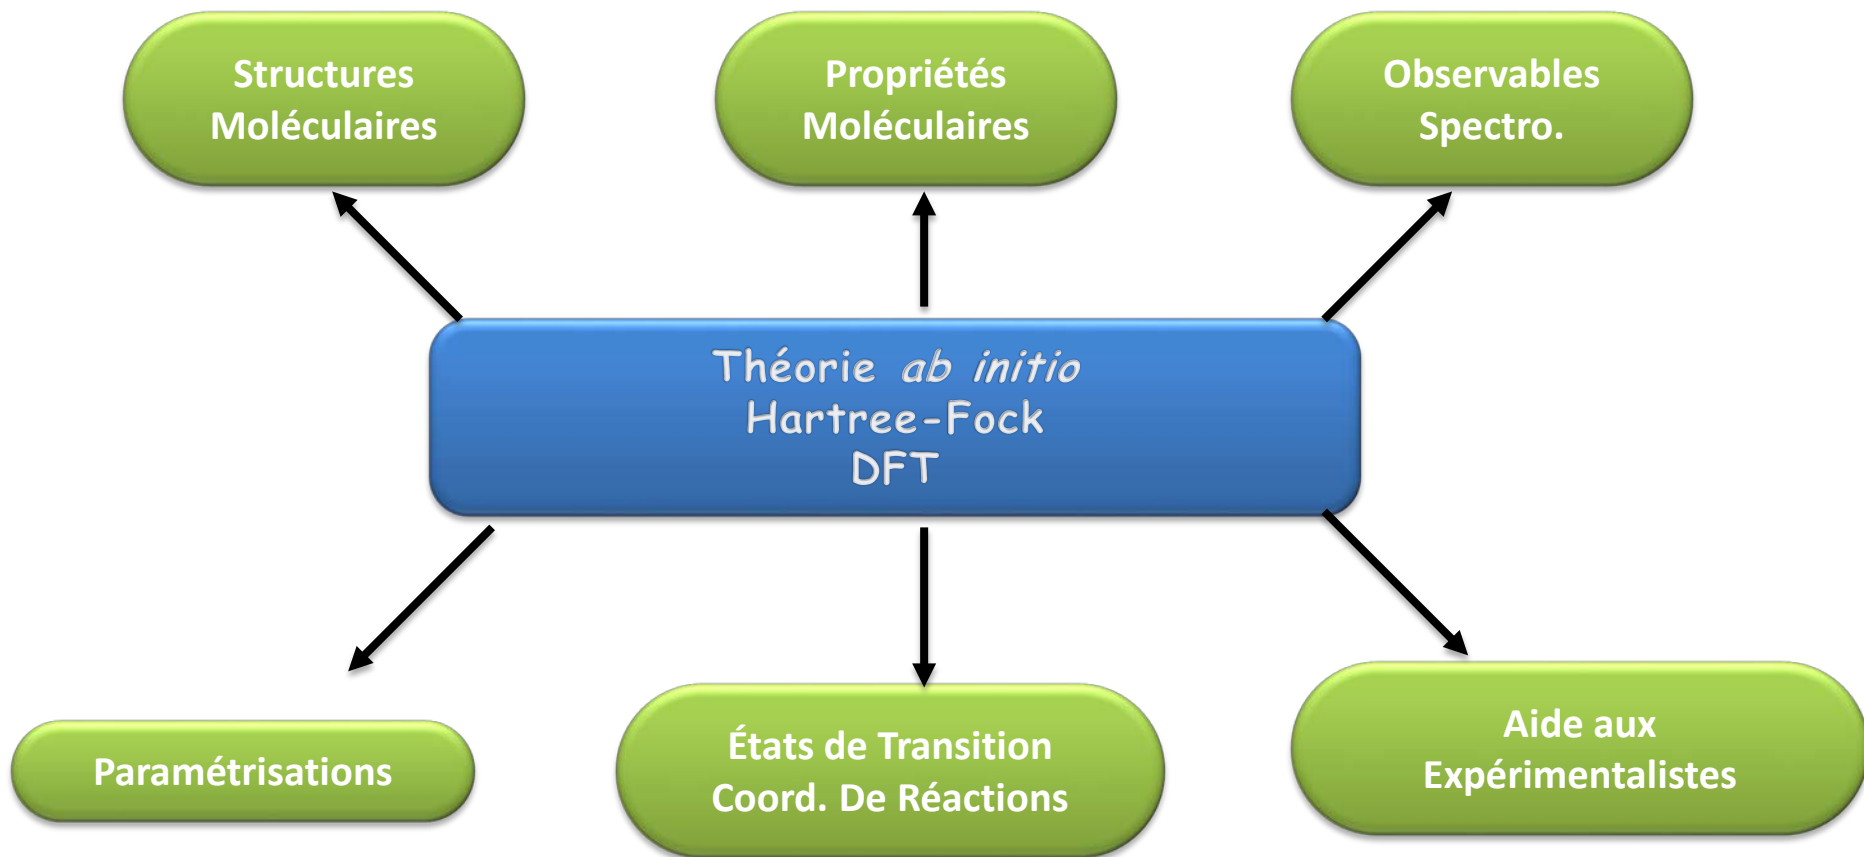 Structures
Moléculaires
Propriétés
Moléculaires
Observables
Spectro.
Théorie ab initio
Hartree-Fock
DFT
Paramétrisations
États de Transition
Coord. De Réactions
Aide aux
Expérimentalistes